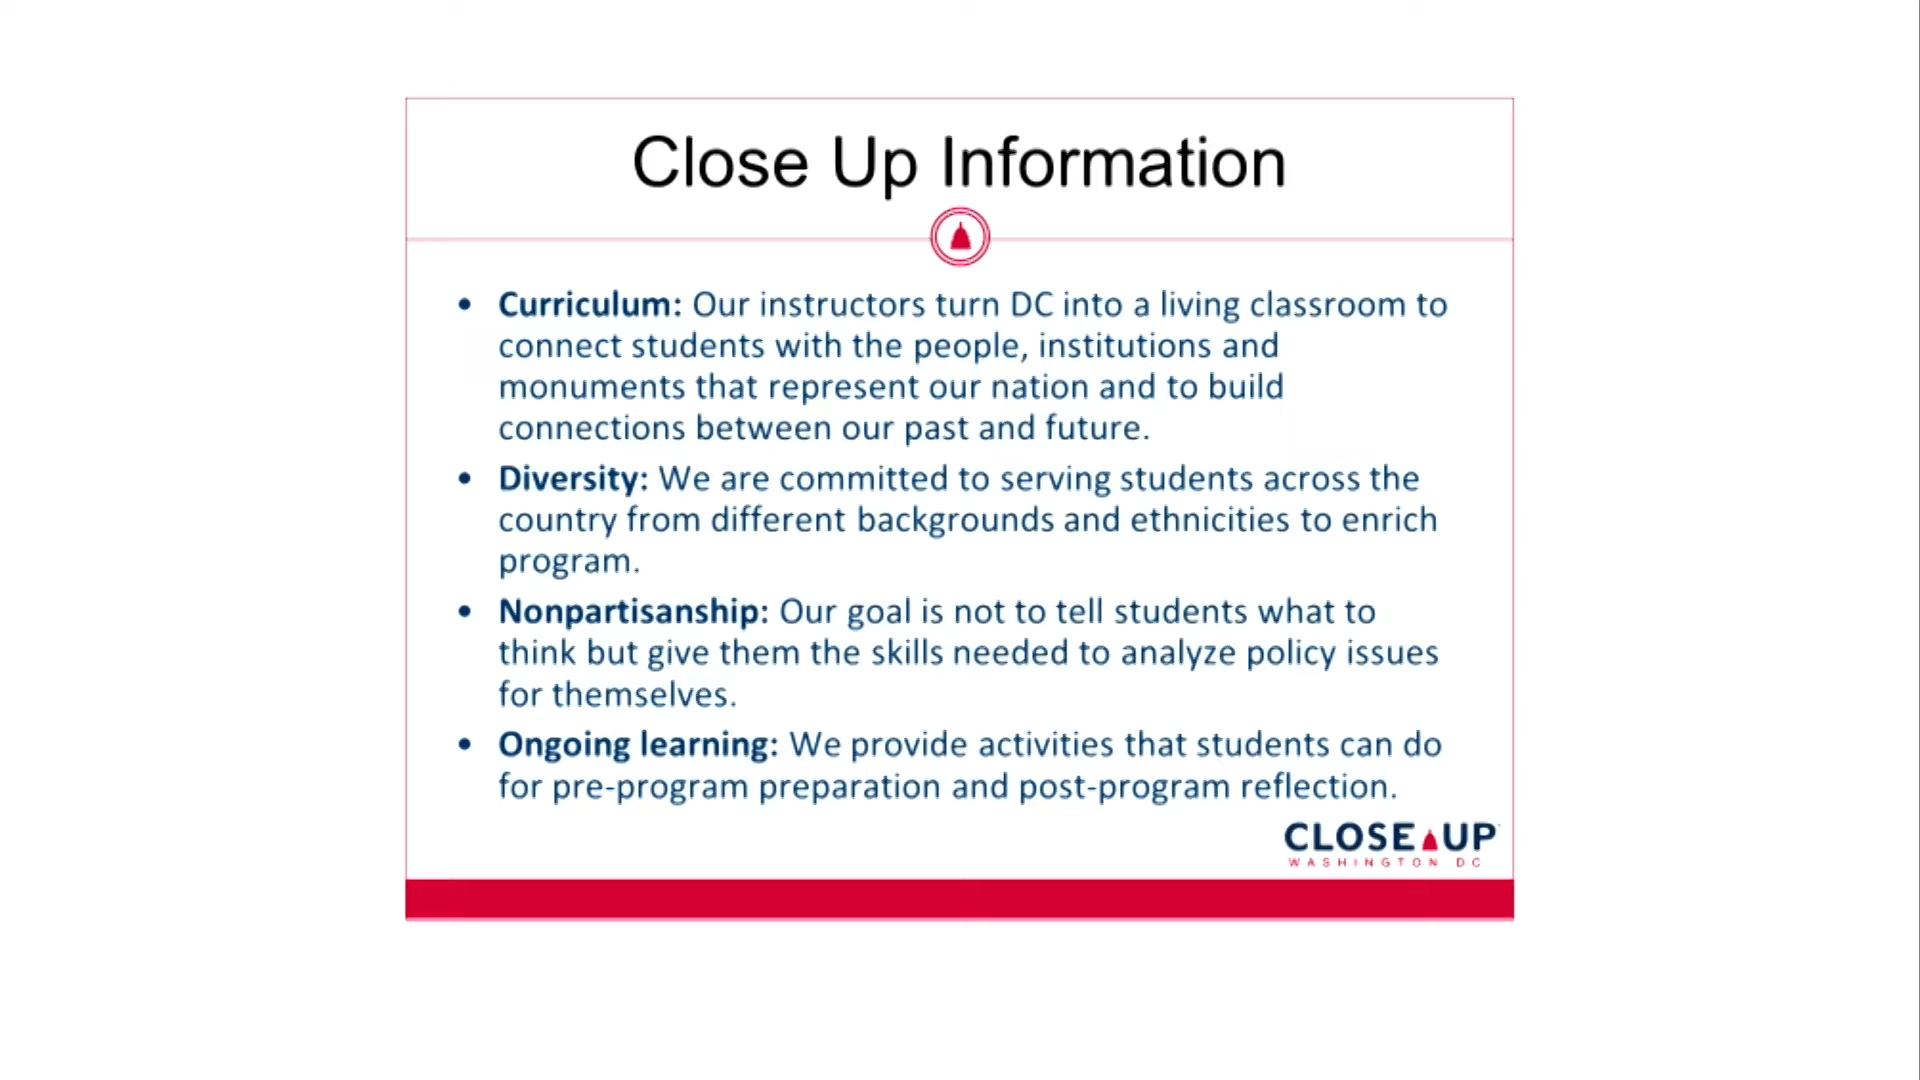 Close Up Information
• Curriculum: Our instructors turn DC into a living classroom to
connect students with the people, institutions and
monuments that represent our nation and to build
connections between our past and future.
• Diversity: We are committed to serving students across the
country from different backgrounds and ethnicities to enrich
program.
• Nonpartisanship: Our goal is not to tell students what to
think but give them the skills needed to analyze policy issues
for themselves.
• Ongoing learning: We provide activities that students can do
for pre-program preparation and post-program reflection.
CLOSE UP
WASHINGTON DC